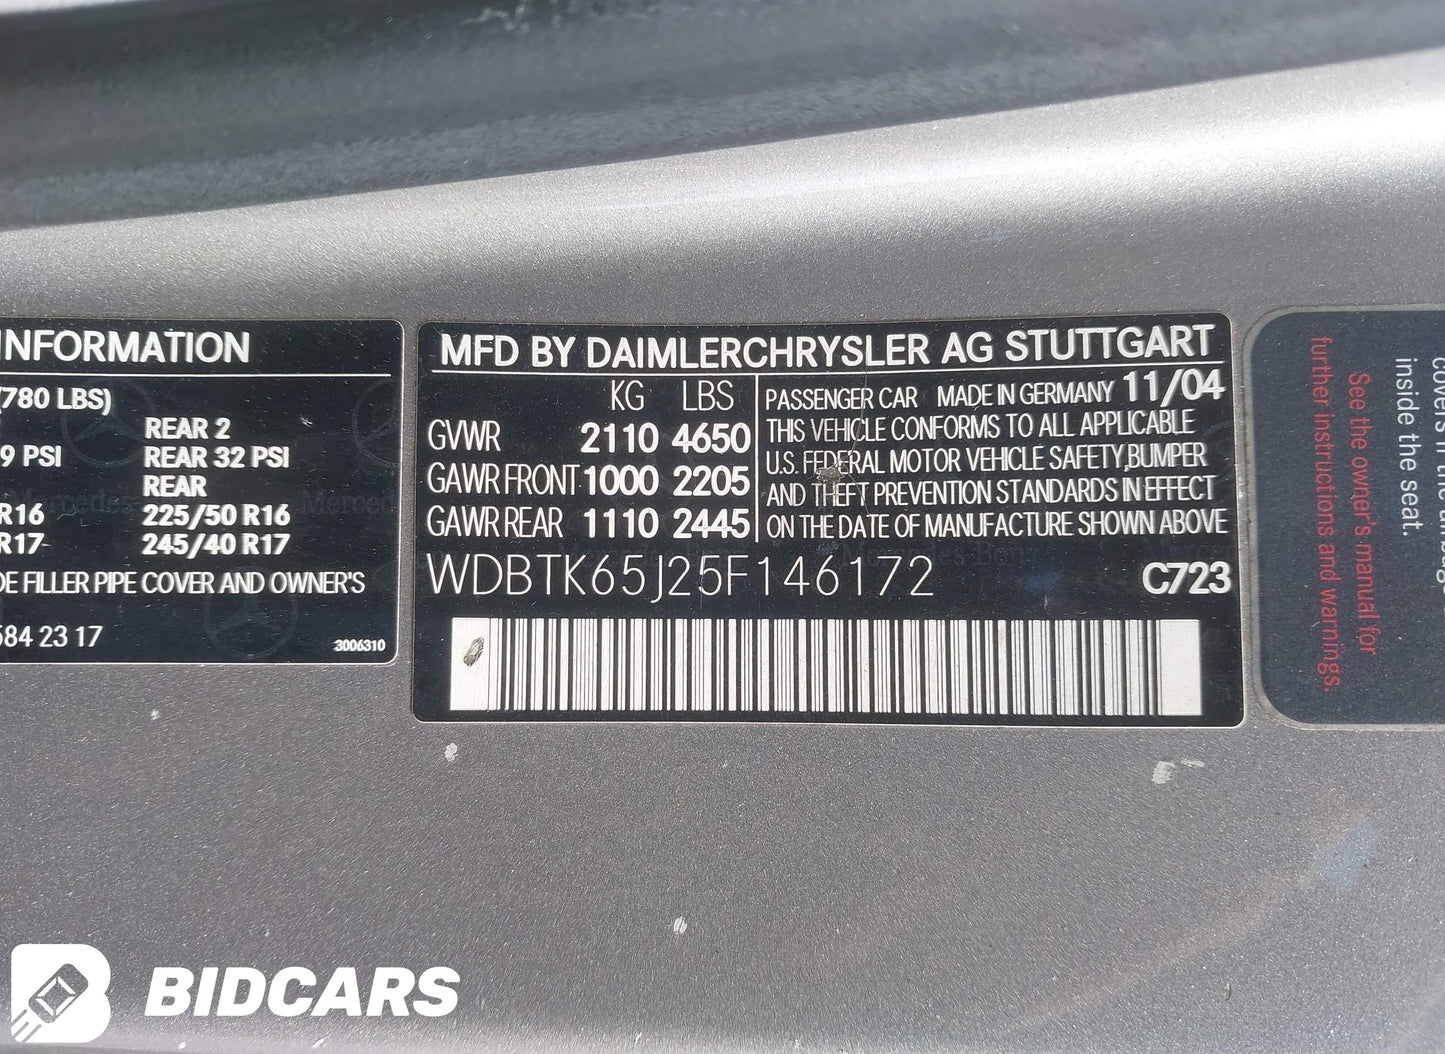 INFORMATION
(780 LBS)
REAR 2
9 PSI REAR 32 PSI
REAR
R16 225/50 R16
R17 245/40 R17
DE FILLER PIPE COVER AND OWNER'S
584 23 17
3006310
MFD BY DAIMLERCHRYSLER AG STUTTGART
KG LBS
GVWR 2110 4650
GAWR FRONT 1000 2205
GAWR REAR 1110 2445
PASSENGER CAR MADE IN GERMANY 11/04
THIS VEHICLE CONFORMS TO ALL APPLICABLE
U.S. FEDERAL MOTOR VEHICLE SAFETY, BUMPER
AND THEFT PREVENTION STANDARDS IN EFFECT
ON THE DATE OF MANUFACTURE SHOWN ABOVE
WDBTK65J25F146172 C723
inside the seat.
See the owner's manual for
further instructions and warnings.
BIDCARS